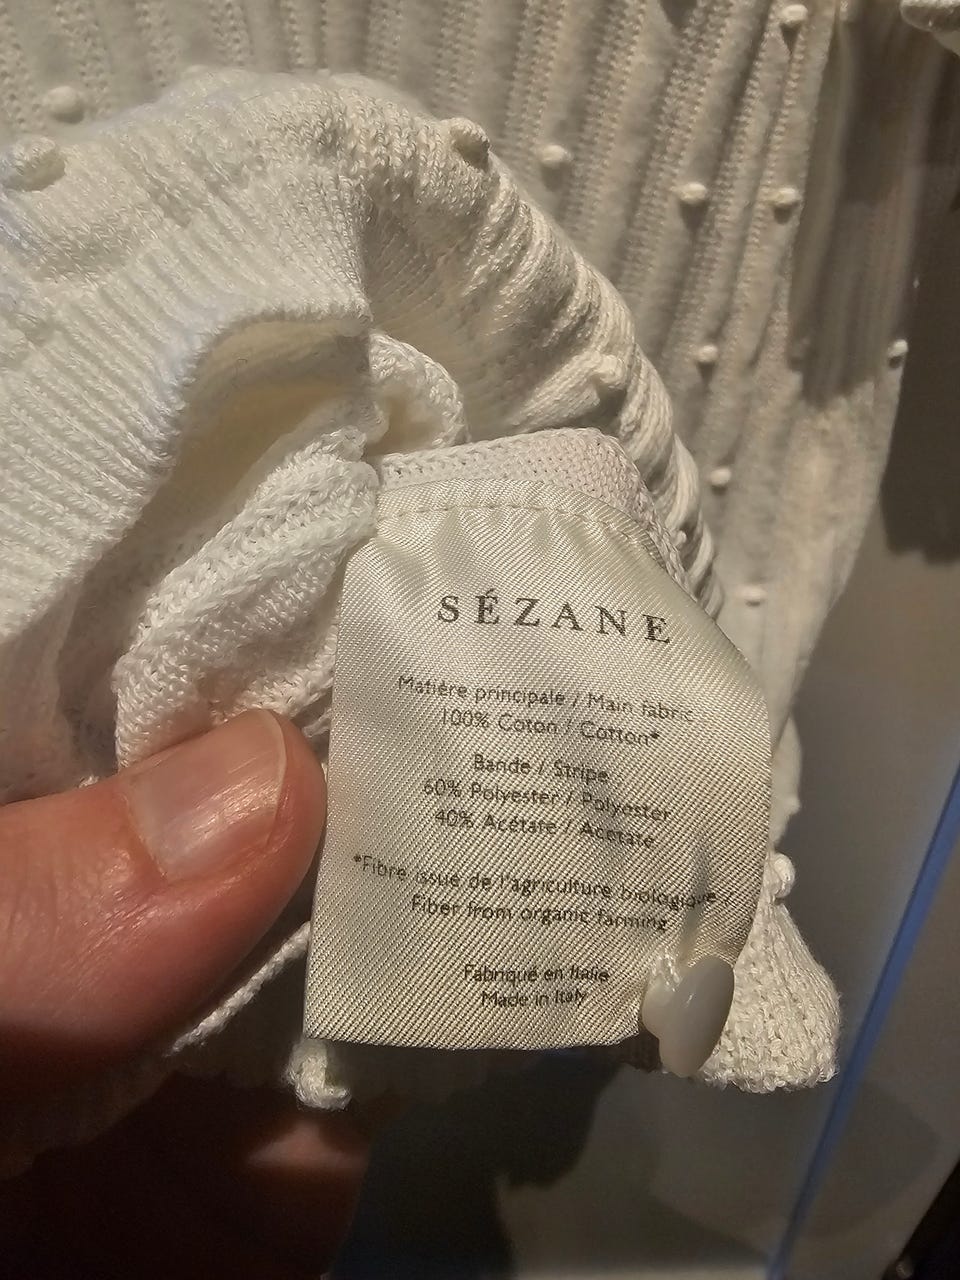 SÉZANE
Matière principale / Main fabric
100% Coton / Cotton*
Bande / Stripe
60% Polyester / Polyester
40% Acétate / Acetate
*Fibre issue de l'agriculture biologique /
Fiber from organic farming
Fabriqué en Italie
Made in Italy